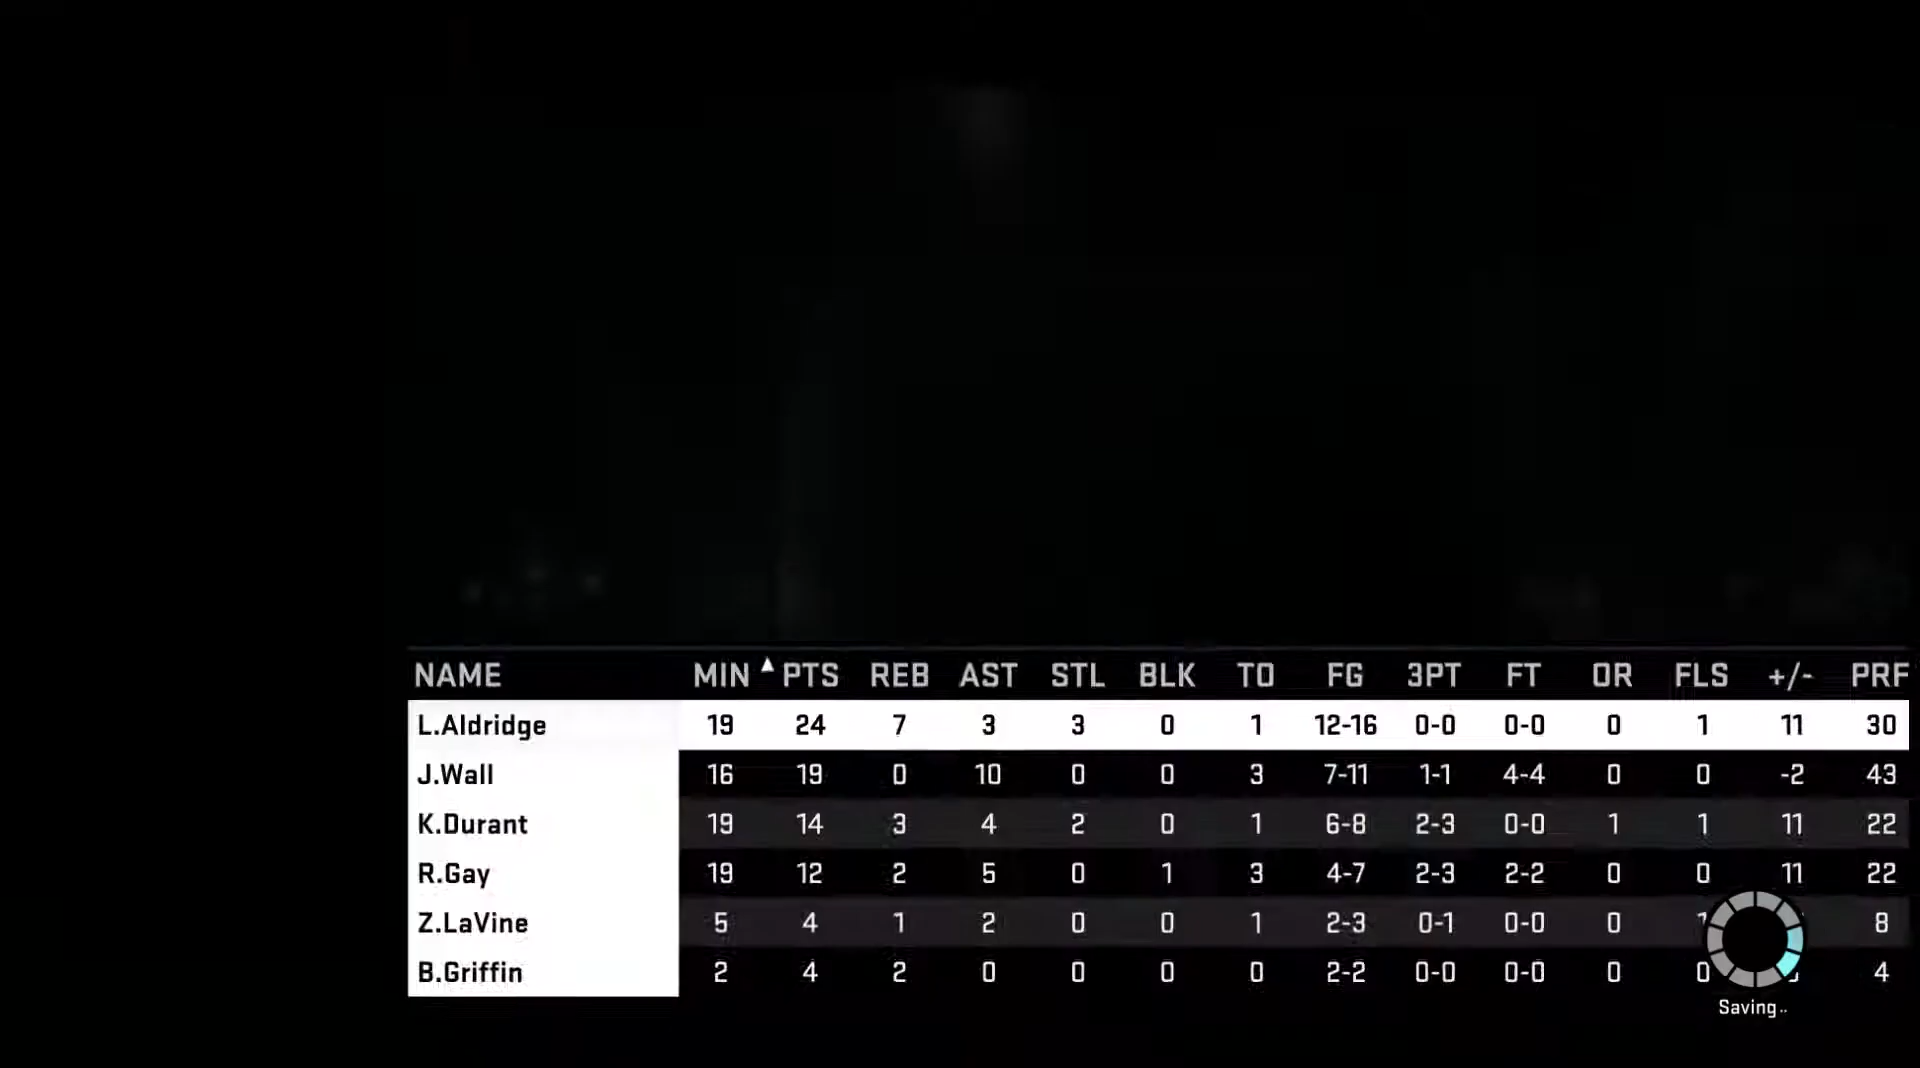 NAME MIN ▲ PTS REB AST STL BLK TO FG 3PT FT OR FLS +/- PRF
L.Aldridge 19 24 7 3 3 0 1 12-16 0-0 0-0 0 1 11 30
J.Wall 16 19 0 10 0 0 3 7-11 1-1 4-4 0 0 -2 43
K.Durant 19 14 3 4 2 0 1 6-8 2-3 0-0 1 1 11 22
R.Gay 19 12 2 5 0 1 3 4-7 2-3 2-2 0 0 11 22
Z.LaVine 5 4 1 2 0 0 1 2-3 0-1 0-0 0 8
B.Griffin 2 4 2 0 0 0 0 2-2 0-0 0-0 0 0 4
Saving..